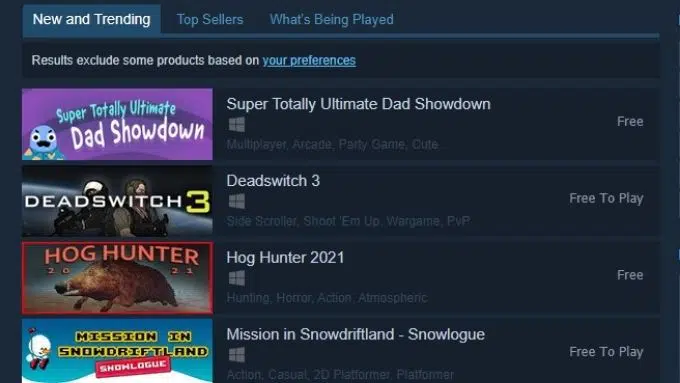 New and Trending Top Sellers What's Being Played
Results exclude some products based on your preferences
Super Totally Ultimate
Dad Showdown
Super Totally Ultimate Dad Showdown
Free
Multiplayer, Arcade, Party Game, Cute
DEADSWITCH 3
Deadswitch 3
Free To Play
Side Scroller, Shoot 'Em Up, Wargame, PvP
HOG HUNTER
2021
Hog Hunter 2021
Free
Hunting, Horror, Action, Atmospheric
MISSION IN
SNOWDRIFTLAND
SNOWLOGUE
Mission in Snowdriftland - Snowlogue
Free To Play
Action, Casual, 2D Platformer, Platformer